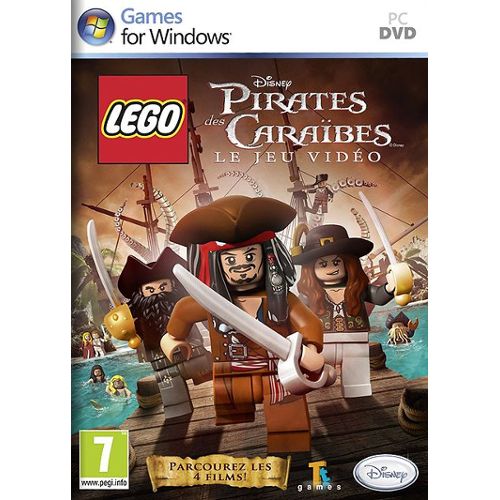 Games
for Windows
PC
DVD
LEGO
DISNEY
PIRATES
des
CARAÏBES
©Disney
LE JEU VIDÉO
7
www.pegi.info
PARCOUREZ LES
4 FILMS!
Tt
games
Disney